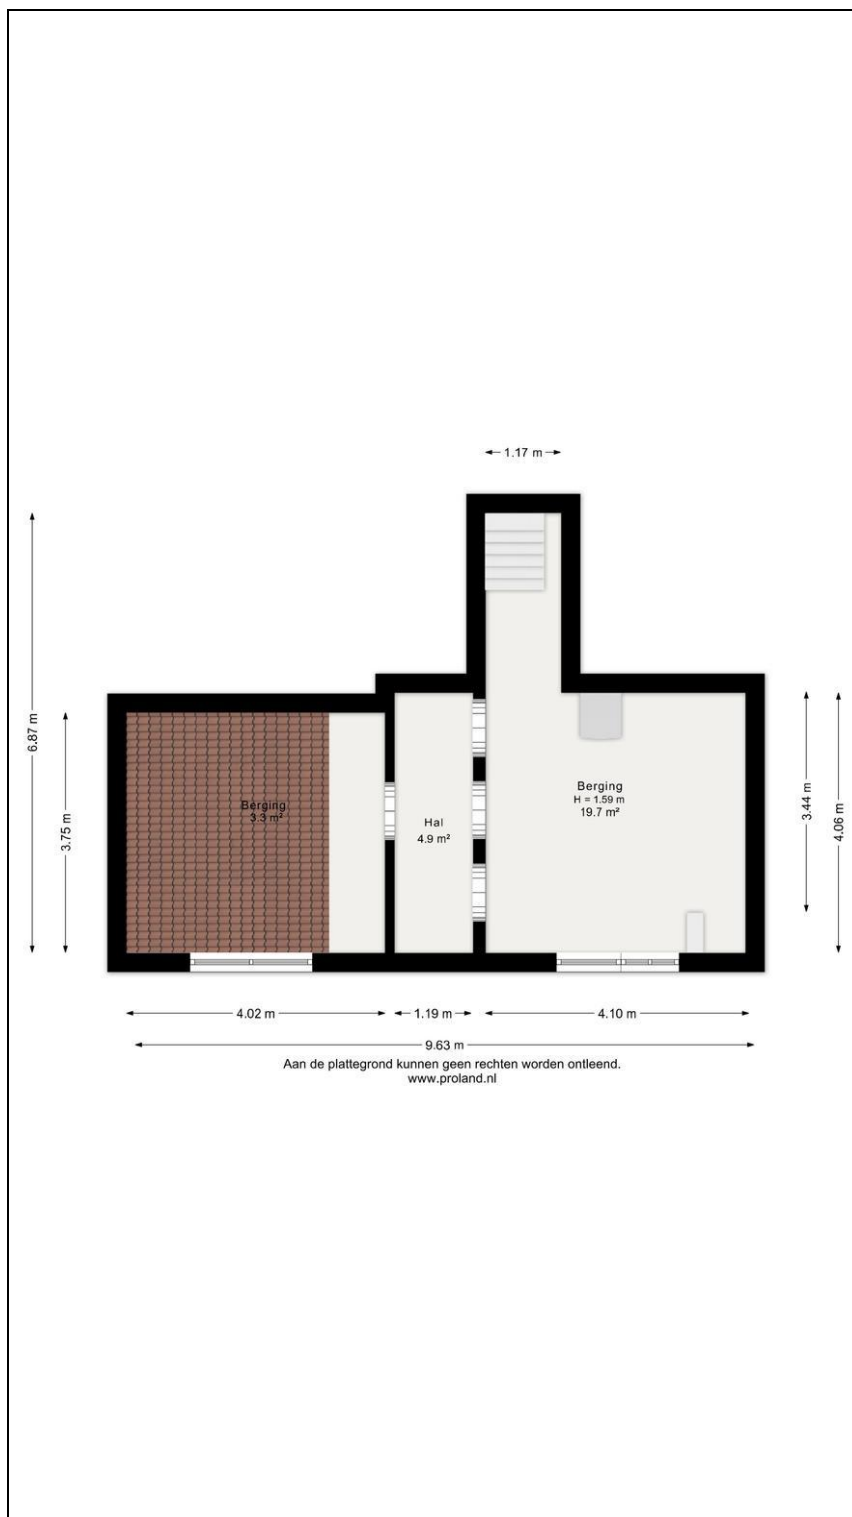 1.17 m
6.87 m
3.75 m
Berging
3.3 m²
Hal
4.9 m²
Berging
H = 1.59 m
19.7 m²
3.44 m
4.06 m
4.02 m
1.19 m
4.10 m
9.63 m
Aan de plattegrond kunnen geen rechten worden ontleend.
www.proland.nl